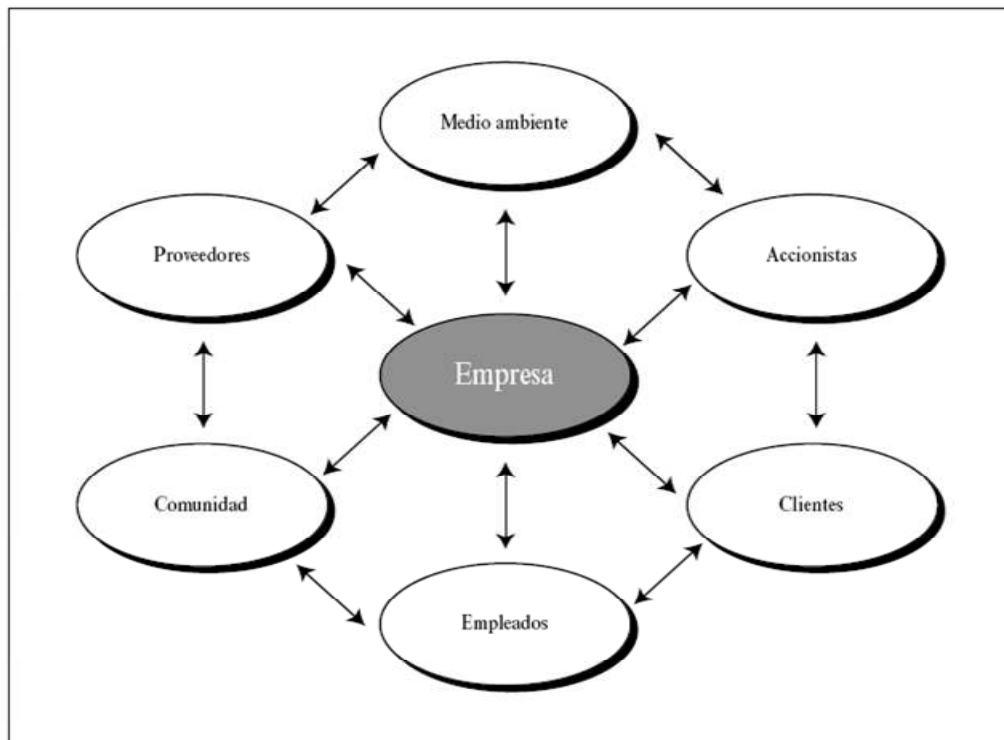 Medio ambiente
Proveedores
Accionistas
Empresa
Comunidad
Clientes
Empleados